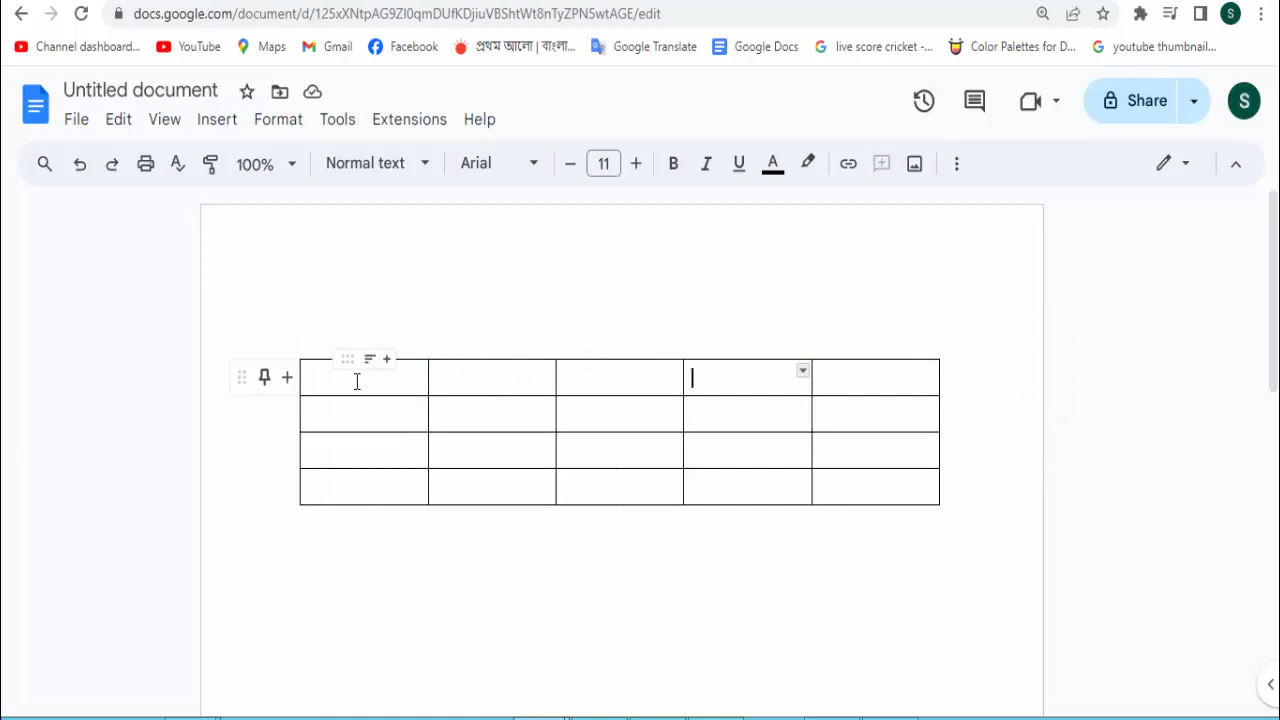 docs.google.com/document/d/125xXNtpAG9ZI0qmDUfKDjiuVBShtWt8nTyZPN5wtAGE/edit
S
Channel dashboard... YouTube Maps Gmail Facebook প্রথম আলো | বাংলা... Google Translate Google Docs live score cricket -... Color Palettes for D... youtube thumbnail...
Untitled document
Share
S
File Edit View Insert Format Tools Extensions Help
100% Normal text Arial − 11 + B I U A